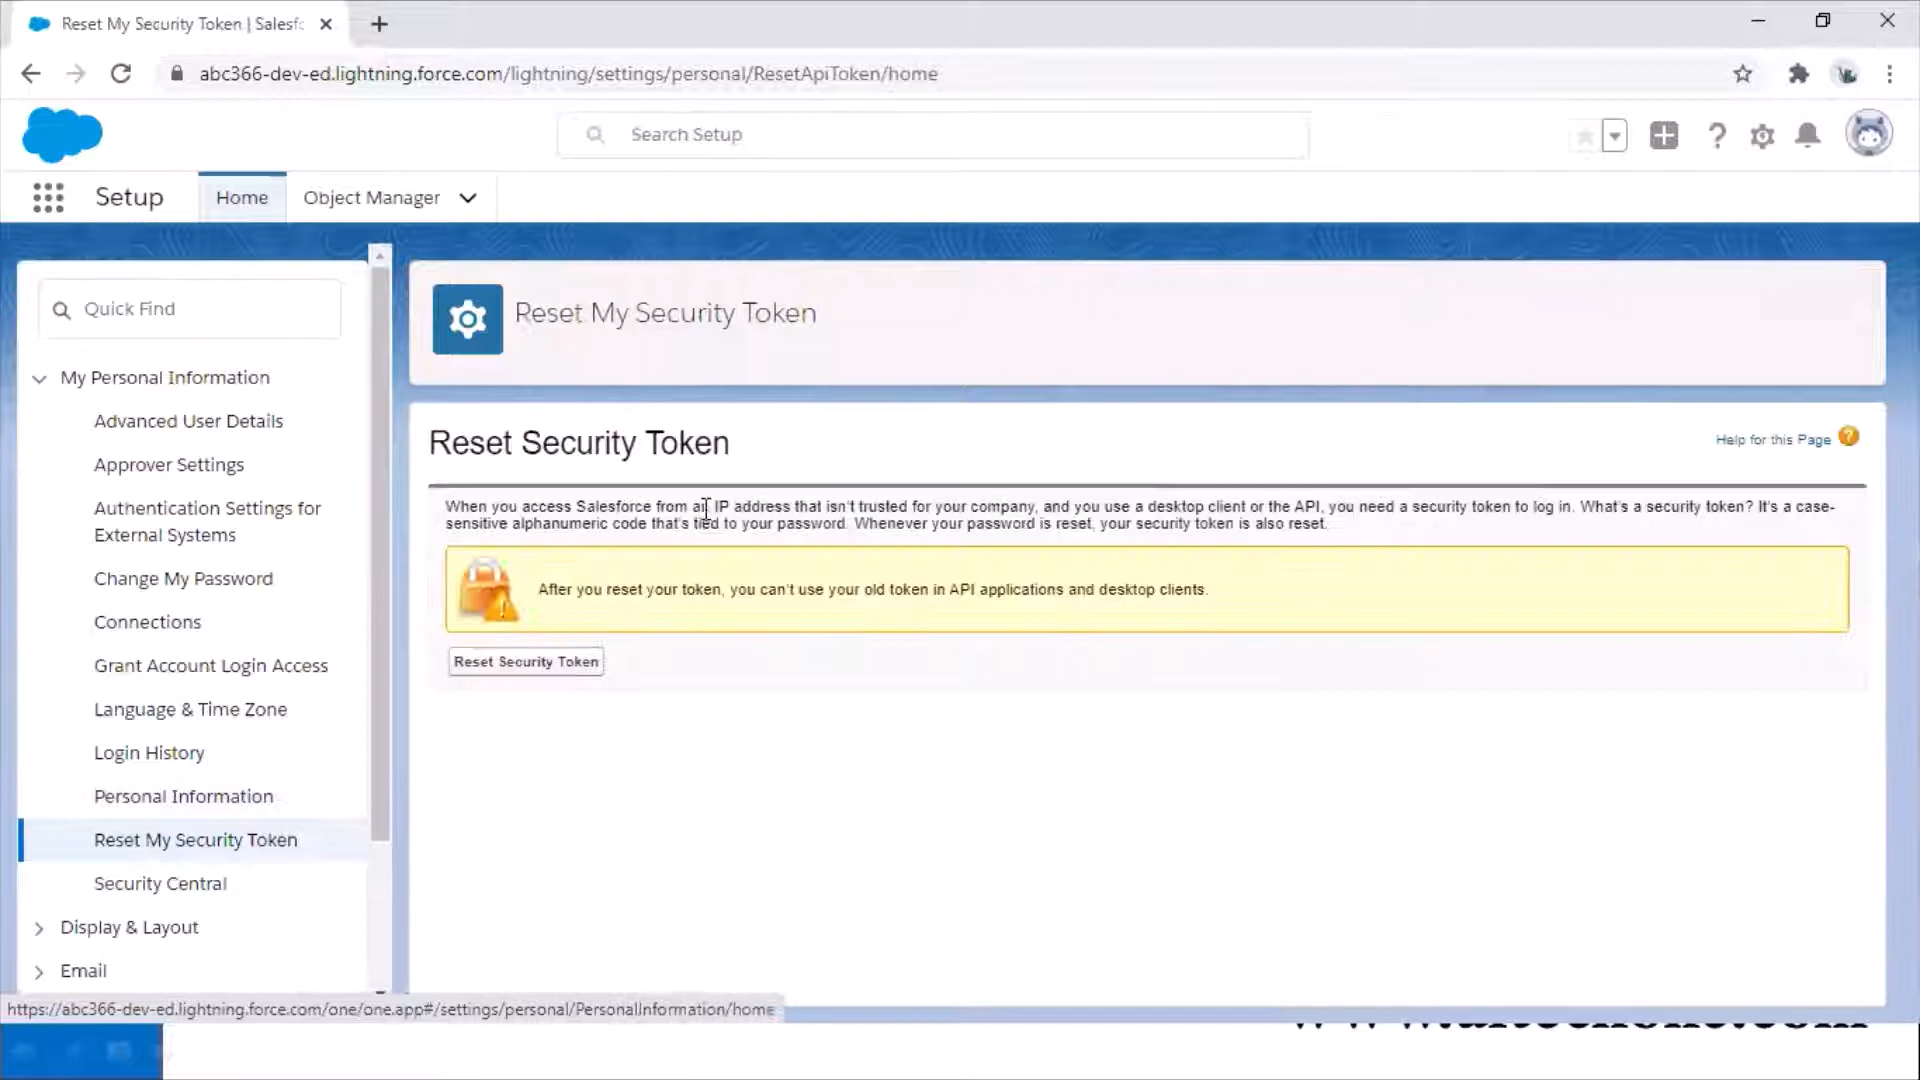 Reset My Security Token | Salesf
abc366-dev-ed.lightning.force.com/lightning/settings/personal/ResetApiToken/home
Search Setup
Setup
Home
Object Manager
Quick Find
My Personal Information
Advanced User Details
Approver Settings
Authentication Settings for
External Systems
Change My Password
Connections
Grant Account Login Access
Language & Time Zone
Login History
Personal Information
Reset My Security Token
Security Central
Display & Layout
Email
Reset My Security Token
Reset Security Token
Help for this Page
When you access Salesforce from an IP address that isn't trusted for your company, and you use a desktop client or the API, you need a security token to log in. What's a security token? It's a case-
sensitive alphanumeric code that's tied to your password. Whenever your password is reset, your security token is also reset.
After you reset your token, you can't use your old token in API applications and desktop clients.
Reset Security Token
https://abc366-dev-ed.lightning.force.com/one/one.app#/settings/personal/PersonalInformation/home